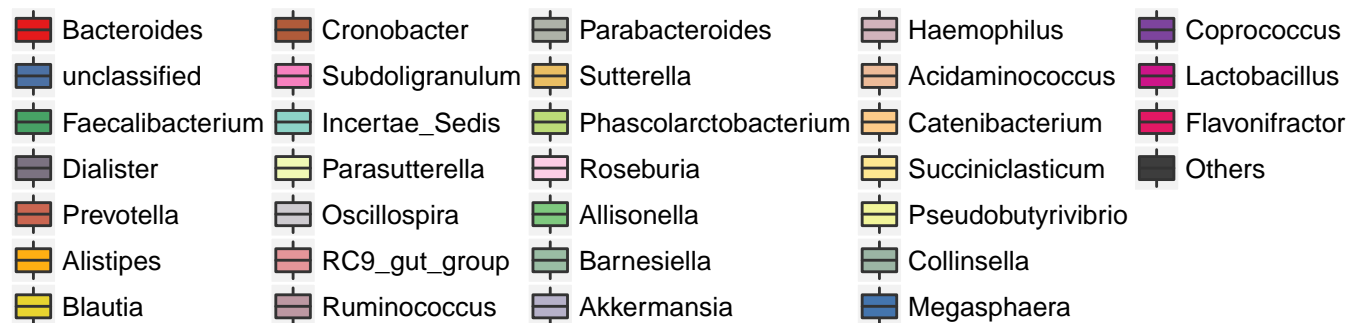 Bacteroides Cronobacter Parabacteroides Haemophilus Coprococcus
unclassified Subdoligranulum Sutterella Acidaminococcus Lactobacillus
Faecalibacterium Incertae_Sedis Phascolarctobacterium Catenibacterium Flavonifractor
Dialister Parasutterella Roseburia Succiniclasticum Others
Prevotella Oscillospira Allisonella Pseudobutyrivibrio
Alistipes RC9_gut_group Barnesiella Collinsella
Blautia Ruminococcus Akkermansia Megasphaera